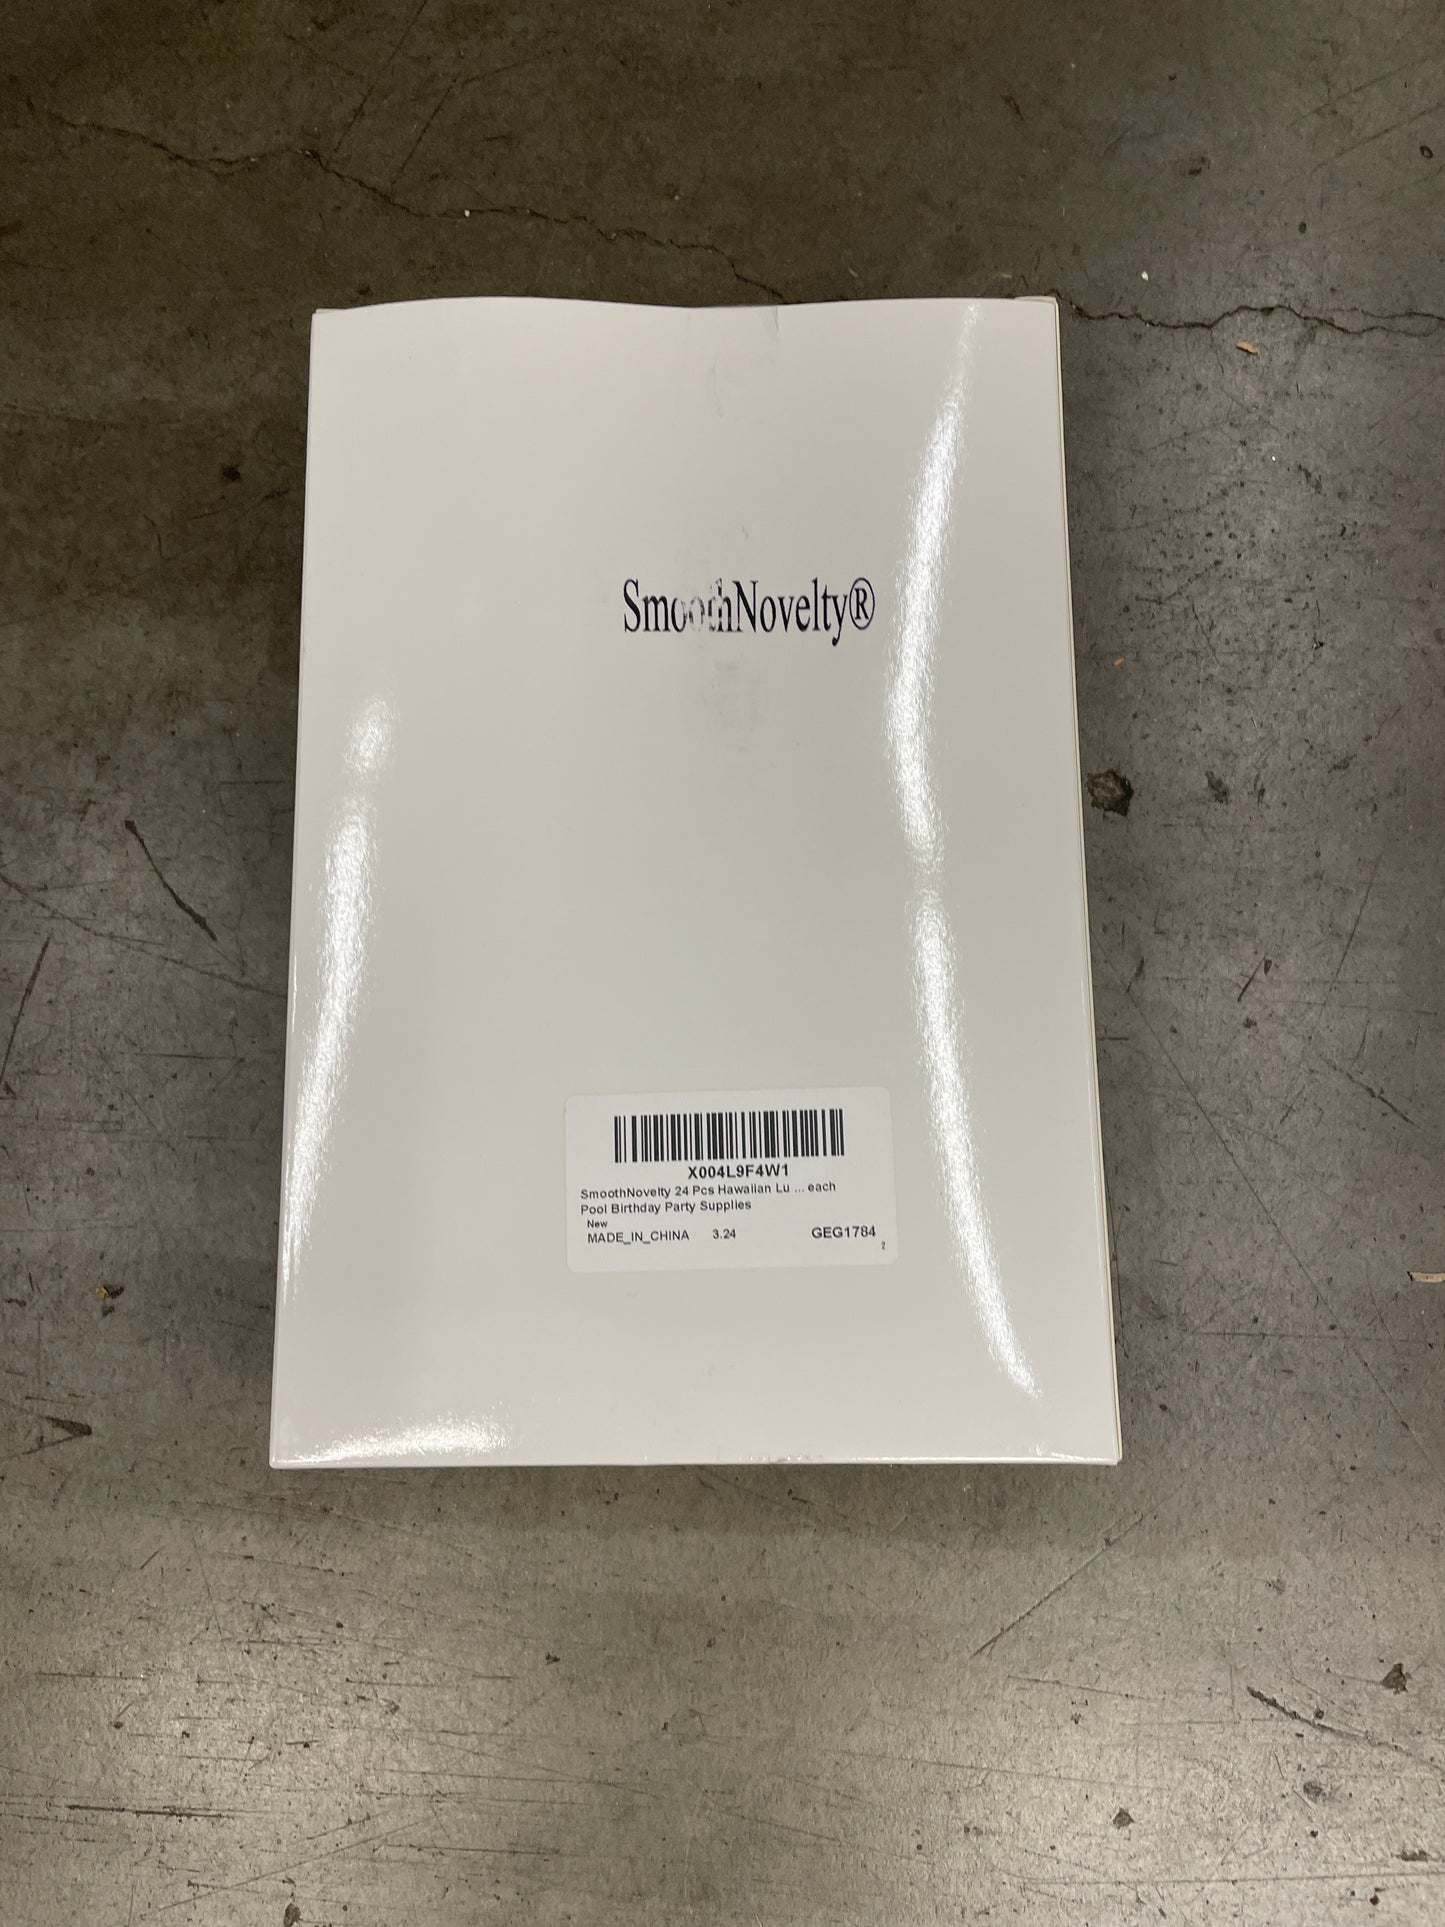 SmoothNovelty®
X004L9F4W1
SmoothNovelty 24 Pcs Hawaiian Lu ... each
Pool Birthday Party Supplies
New
MADE_IN_CHINA 3.24 GEG1784
2